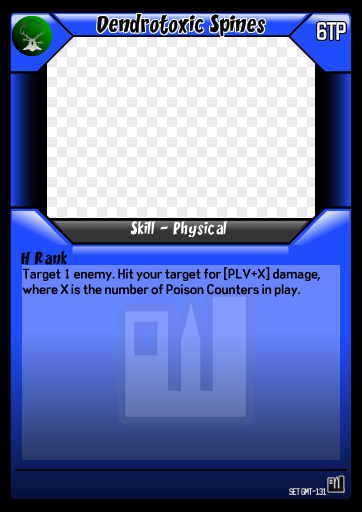 Dendrotoxic Spines
6TP
Skill - Physical
H Rank
Target 1 enemy. Hit your target for [PLV+X] damage,
where X is the number of Poison Counters in play.
SET GMT-131